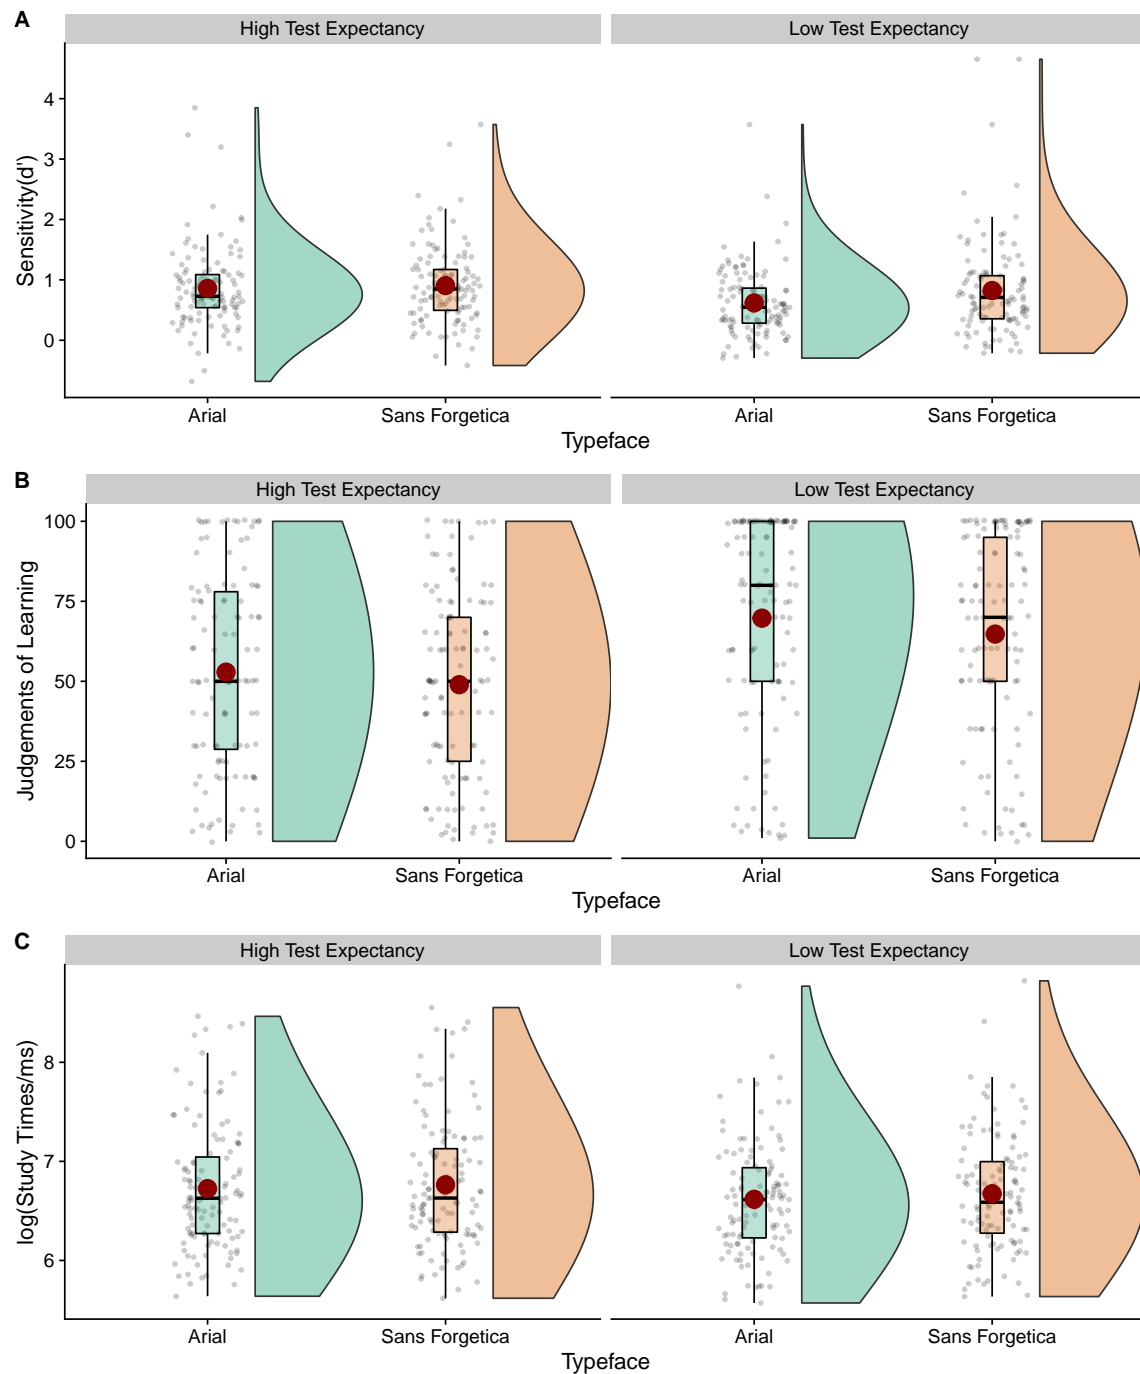 A
High Test Expectancy
Low Test Expectancy
Sensitivity(d')
4
3
2
1
0
Arial
Sans Forgetica
Arial
Sans Forgetica
Typeface
B
High Test Expectancy
Low Test Expectancy
Judgements of Learning
100
75
50
25
0
Arial
Sans Forgetica
Arial
Sans Forgetica
Typeface
C
High Test Expectancy
Low Test Expectancy
log(Study Times/ms)
8
7
6
Arial
Sans Forgetica
Arial
Sans Forgetica
Typeface